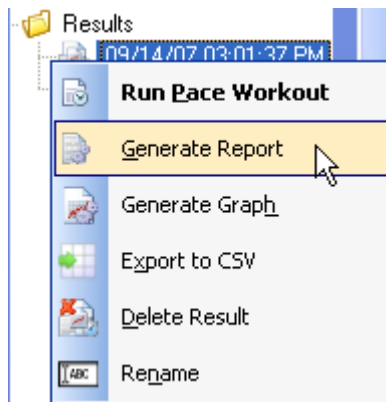 Results
09/14/07 03:01:37 PM
Run Pace Workout
Generate Report
Generate Graph
Export to CSV
Delete Result
ABC
Rename